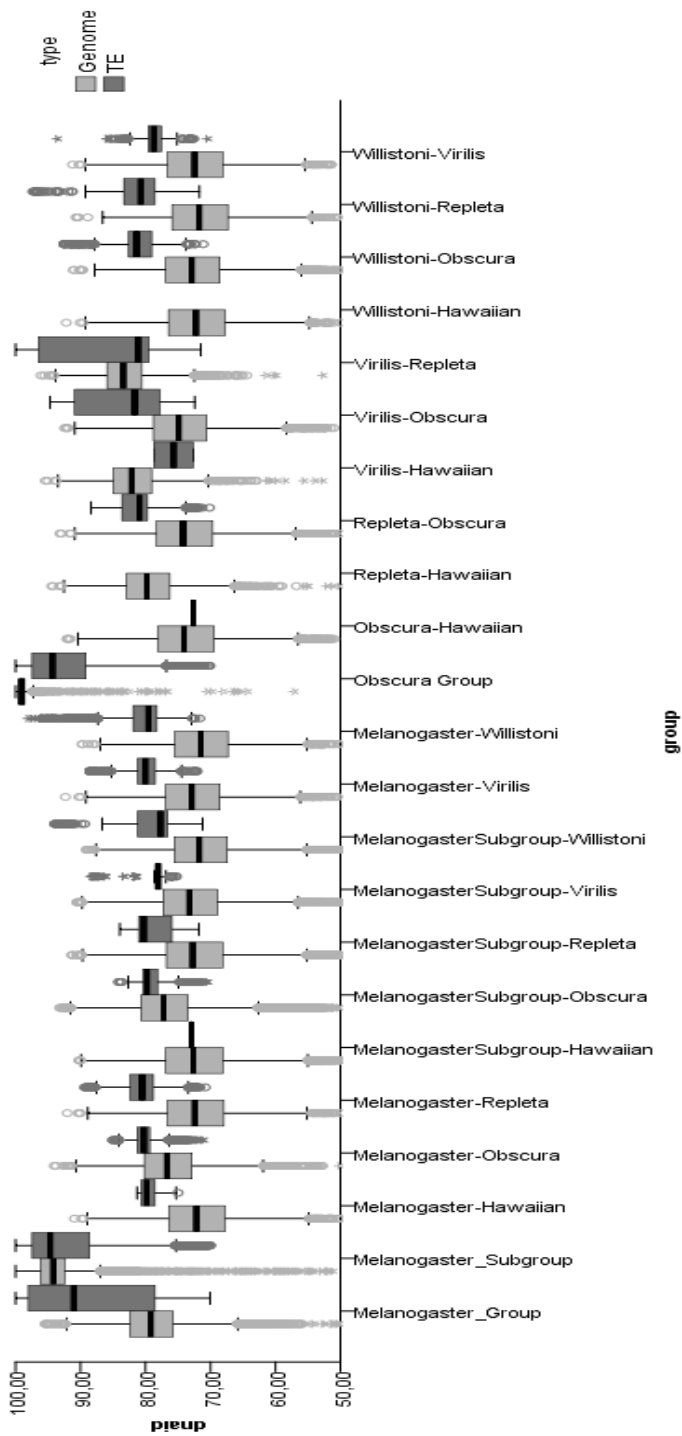 type
Genome
TE
Willistoni-Virilis
Willistoni-Repleta
Willistoni-Obscura
Willistoni-Hawaiian
Virilis-Repleta
Virilis-Obscura
Virilis-Hawaiian
Repleta-Obscura
Repleta-Hawaiian
Obscura-Hawaiian
Obscura Group
Melanogaster-Willistoni
Melanogaster-Virilis
MelanogasterSubgroup-Willistoni
MelanogasterSubgroup-Virilis
MelanogasterSubgroup-Repleta
MelanogasterSubgroup-Obscura
MelanogasterSubgroup-Hawaiian
Melanogaster-Repleta
Melanogaster-Obscura
Melanogaster-Hawaiian
Melanogaster_Subgroup
Melanogaster_Group
group
100,00
90,00
80,00
70,00
50,00
dnaid